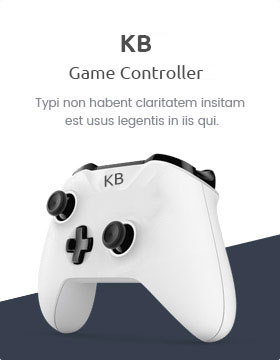 KB
Game Controller
Typi non habent claritatem insitam
est usus legentis in iis qui.
KB